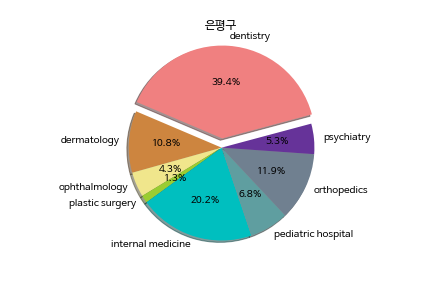 은평구
dentistry
39.4%
psychiatry
5.3%
dermatology
10.8%
4.3%
1.3%
ophthalmology
plastic surgery
11.9%
orthopedics
20.2%
6.8%
pediatric hospital
internal medicine